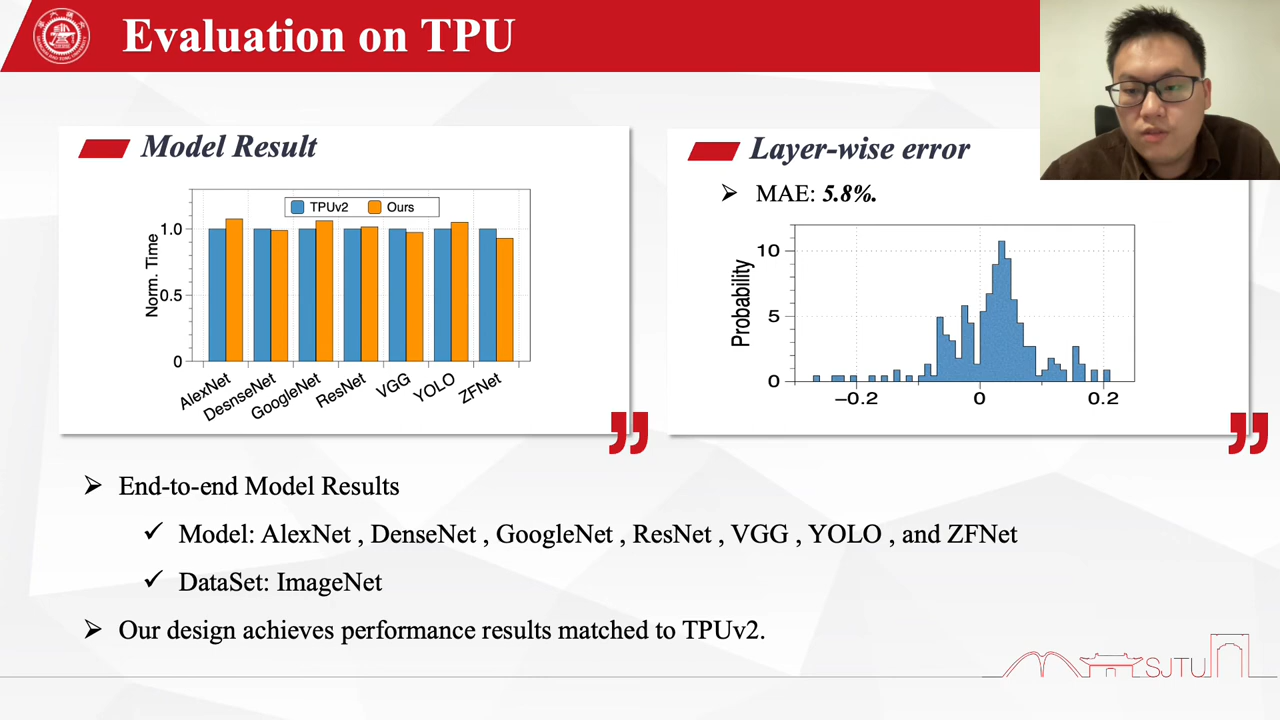 Evaluation on TPU
Model Result
TPUv2
Ours
Norm. Time
1.0
0.5
0
AlexNet
DesnseNet
GoogleNet
ResNet
VGG
YOLO
ZFNet
Layer-wise error
➢ MAE: 5.8%.
Probability
10
5
0
−0.2
0
0.2
➢ End-to-end Model Results
✓ Model: AlexNet , DenseNet , GoogleNet , ResNet , VGG , YOLO , and ZFNet
✓ DataSet: ImageNet
➢ Our design achieves performance results matched to TPUv2.
SJTU